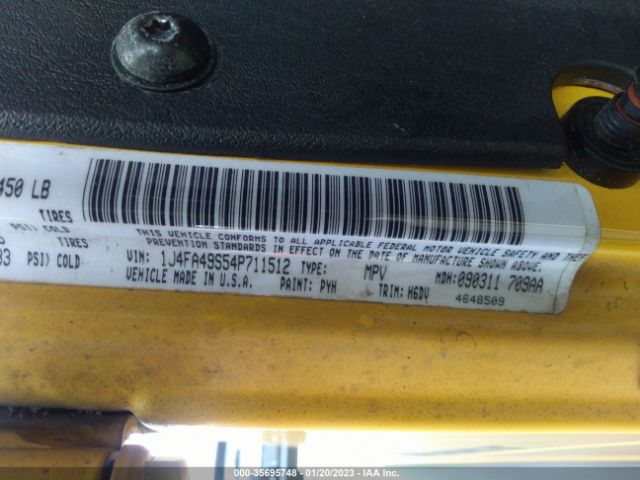 450 LB
TIRES
PSI) COLD
TIRES
PSI) COLD
THIS VEHICLE CONFORMS TO ALL APPLICABLE FEDERAL MOTOR VEHICLE SAFETY AND THEFT
PREVENTION STANDARDS IN EFFECT ON THE DATE OF MANUFACTURE SHOWN ABOVE.
VIN: 1J4FA49S54P711512 TYPE: MPV MDH:090311 709AA
VEHICLE MADE IN U.S.A. PAINT: PYH TRIM: H6DV 4648509
000-35695748 - 01/20/2023 - IAA Inc.